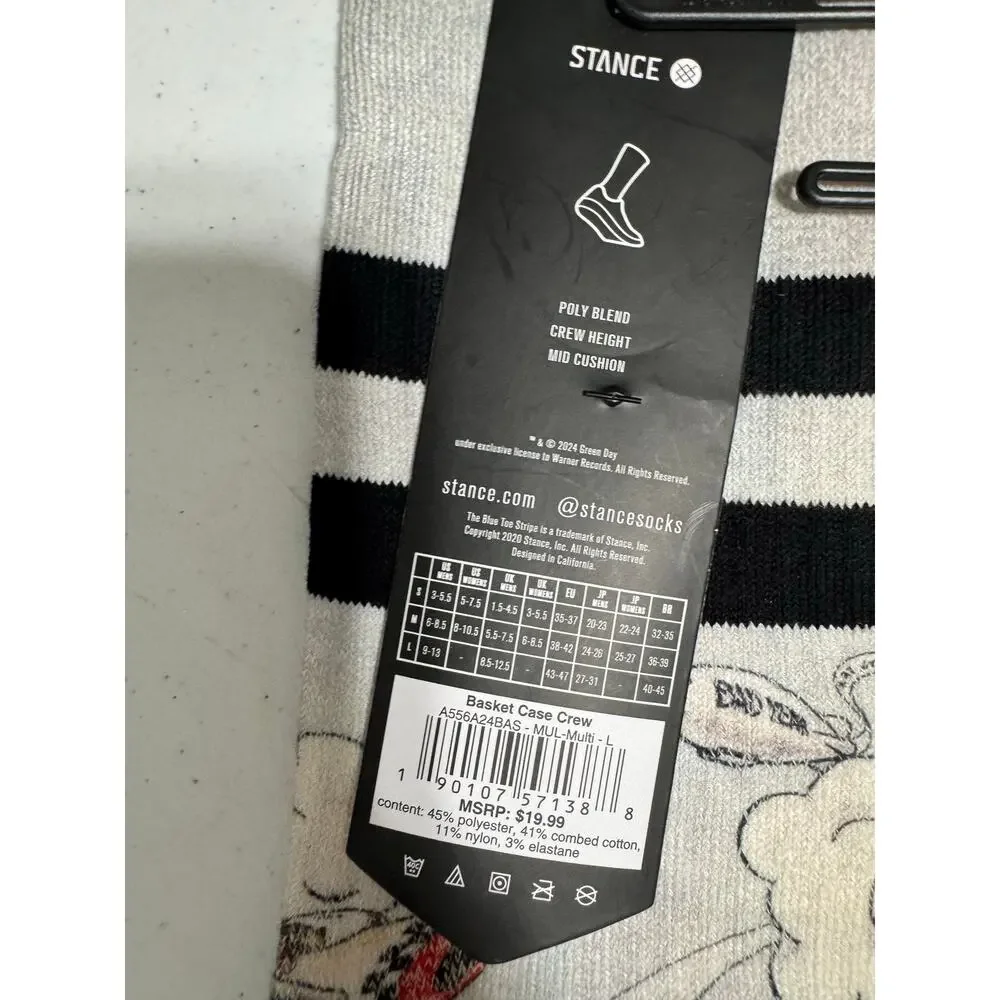 STANCE
POLY BLEND
CREW HEIGHT
MID CUSHION
™ & © 2024 Green Day
under exclusive license to Warner Records. All Rights Reserved.
stance.com @stancesocks
The Blue Toe Stripe is a trademark of Stance, Inc.
Copyright 2020 Stance, Inc. All Rights Reserved.
Designed in California.
US MENS US WOMENS UK MENS UK WOMENS EU JP MENS JP WOMENS BR
S 3-5.5 5-7.5 1.5-4.5 3-5.5 35-37 20-23 22-24 32-35
M 6-8.5 8-10.5 5.5-7.5 6-8.5 38-42 24-26 25-27 36-39
L 9-13 - 8.5-12.5 - 43-47 27-31 - 40-45
Basket Case Crew
A556A24BAS - MUL-Multi - L
1 90107 57138 8
MSRP: $19.99
content: 45% polyester, 41% combed cotton,
11% nylon, 3% elastane
40C
BAD YEAR